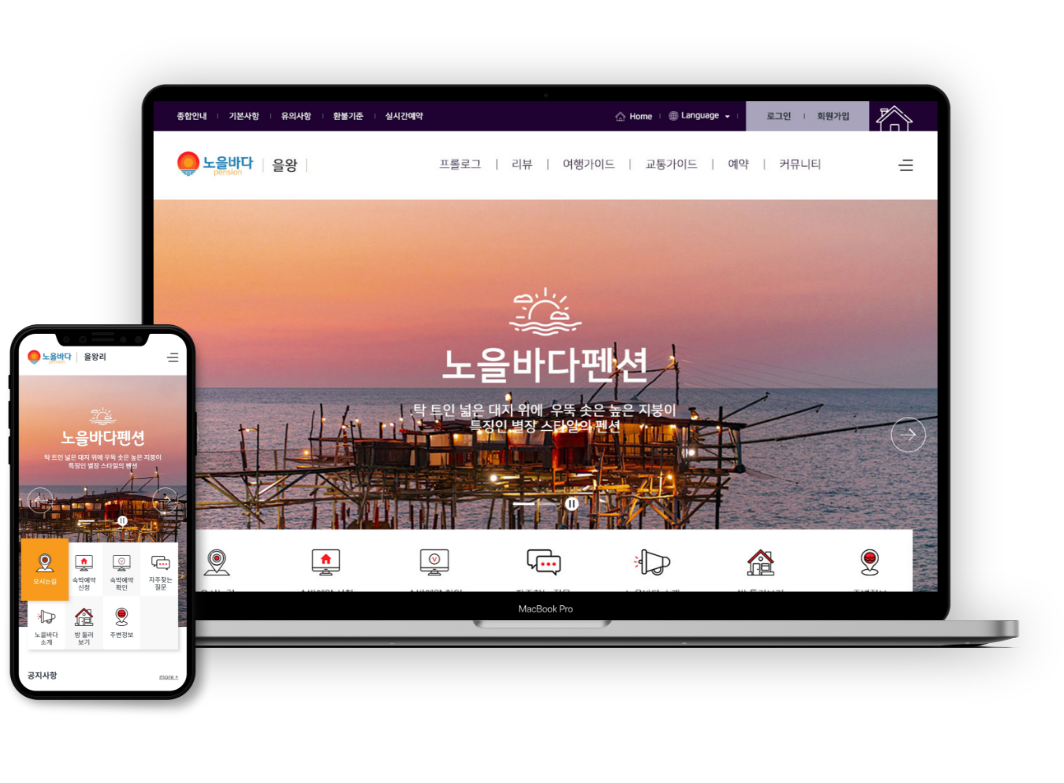 종합안내 기본사항 유의사항 환불기준 실시간예약
Home Language 로그인 회원가입
노을바다 pension 을왕
프롤로그 리뷰 여행가이드 교통가이드 예약 커뮤니티
노을바다펜션
탁 트인 넓은 대지 위에 우뚝 솟은 높은 지붕이
특징인 별장 스타일의 펜션
MacBook Pro
노을바다 을왕리
노을바다펜션
탁 트인 넓은 대지 위에 우뚝 솟은 높은 지붕이
특징인 별장 스타일의 펜션
오시는길 숙박예약 신청 숙박예약 확인 자주찾는 질문
노을바다 소개 방 둘러 보기 주변정보
공지사항